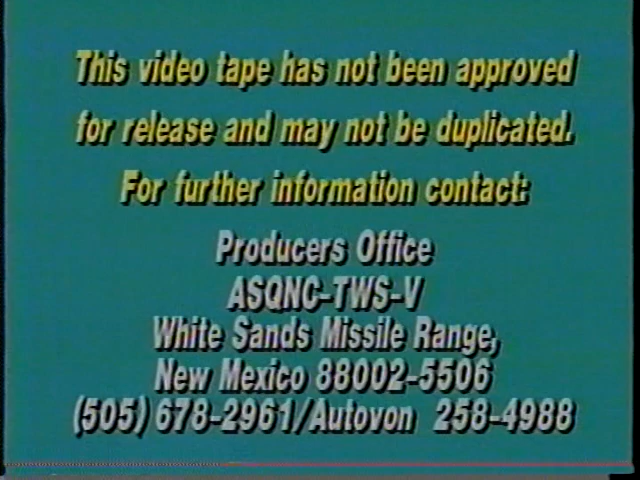 This video tape has not been approved
for release and may not be duplicated.
For further information contact:
Producers Office
ASQNC-TWS-V
White Sands Missile Range,
New Mexico 88002-5506
(505) 678-2961/Autovon 258-4988